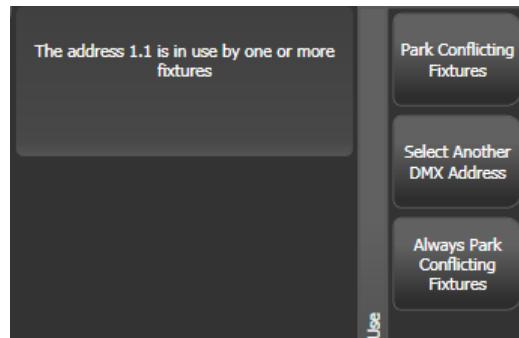 The address 1.1 is in use by one or more
fixtures
Park Conflicting
Fixtures
Select Another
DMX Address
Always Park
Conflicting
Fixtures
Use